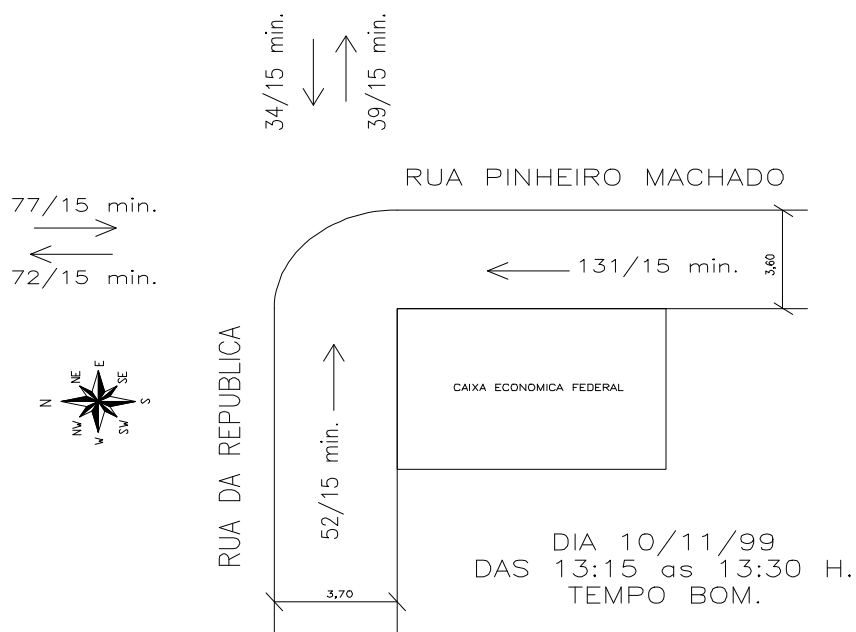 34/15 min.
39/15 min.
RUA PINHEIRO MACHADO
77/15 min.
72/15 min.
131/15 min.
3,60
RUA DA REPUBLICA
CAIXA ECONOMICA FEDERAL
E
NE
SE
N
S
NW
SW
W
52/15 min.
DIA 10/11/99
DAS 13:15 as 13:30 H.
TEMPO BOM.
3,70